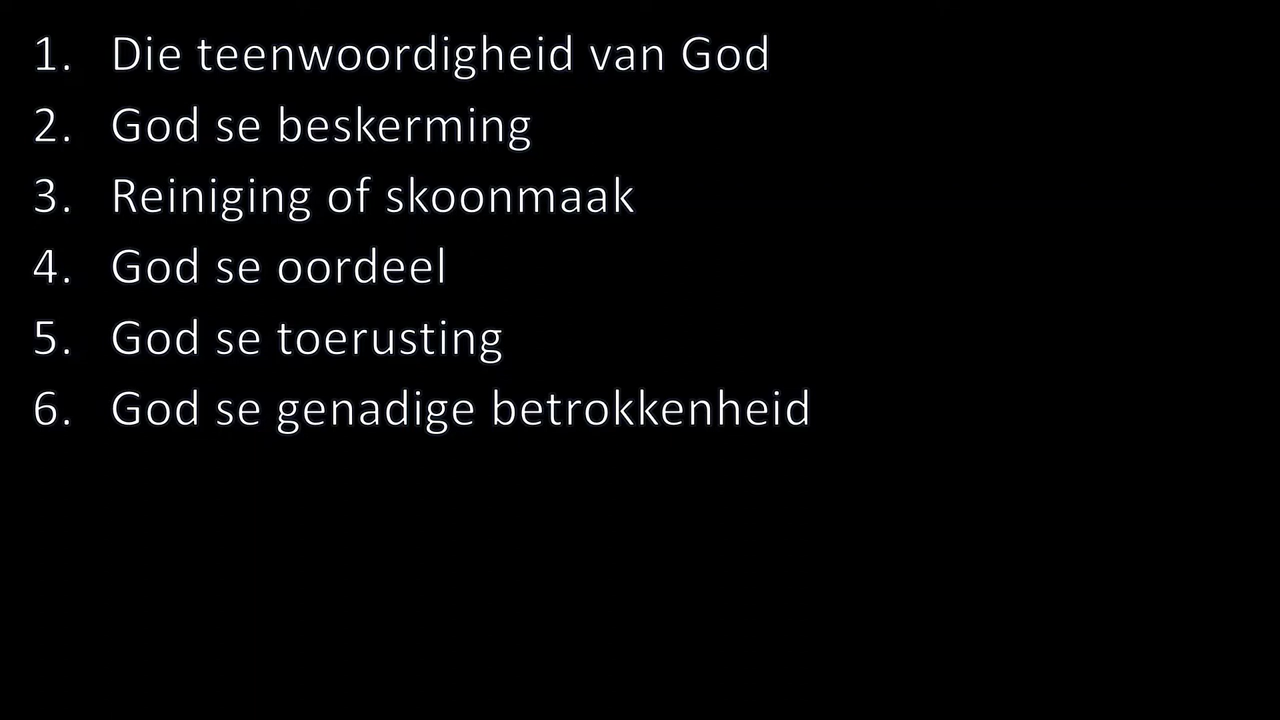 1. Die teenwoordigheid van God
2. God se beskerming
3. Reiniging of skoonmaak
4. God se oordeel
5. God se toerusting
6. God se genadige betrokkenheid